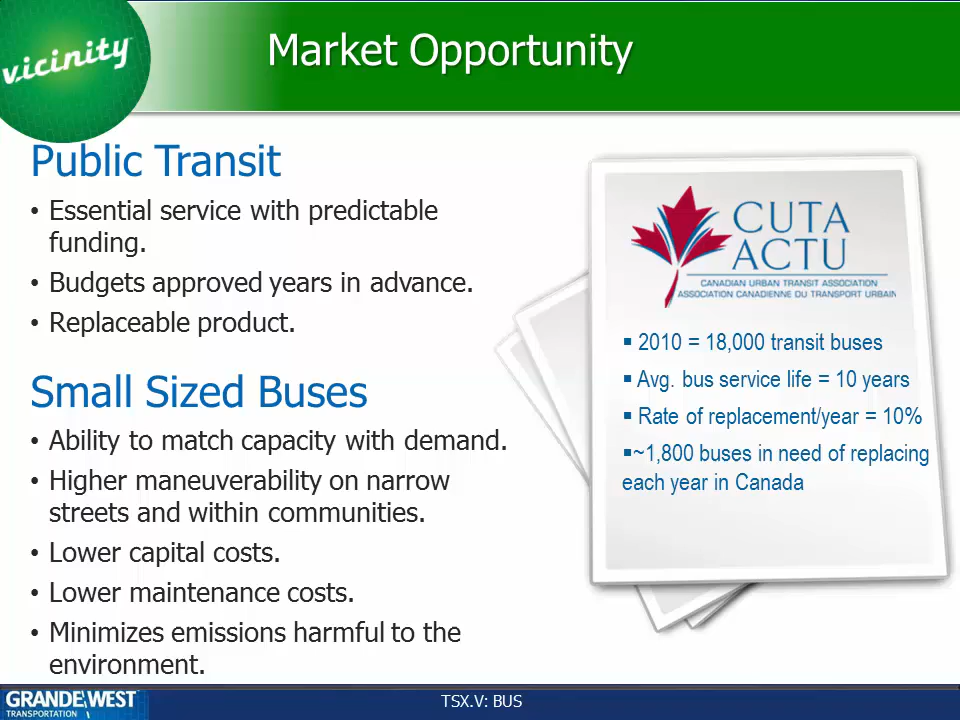 vicinity
Market Opportunity
Public Transit
• Essential service with predictable
funding.
• Budgets approved years in advance.
• Replaceable product.
Small Sized Buses
• Ability to match capacity with demand.
• Higher maneuverability on narrow
streets and within communities.
• Lower capital costs.
• Lower maintenance costs.
• Minimizes emissions harmful to the
environment.
CUTA
ACTU
CANADIAN URBAN TRANSIT ASSOCIATION
ASSOCIATION CANADIENNE DU TRANSPORT URBAIN
▪ 2010 = 18,000 transit buses
▪ Avg. bus service life = 10 years
▪ Rate of replacement/year = 10%
▪~1,800 buses in need of replacing
each year in Canada
GRANDE WEST
TRANSPORTATION
TSX.V: BUS